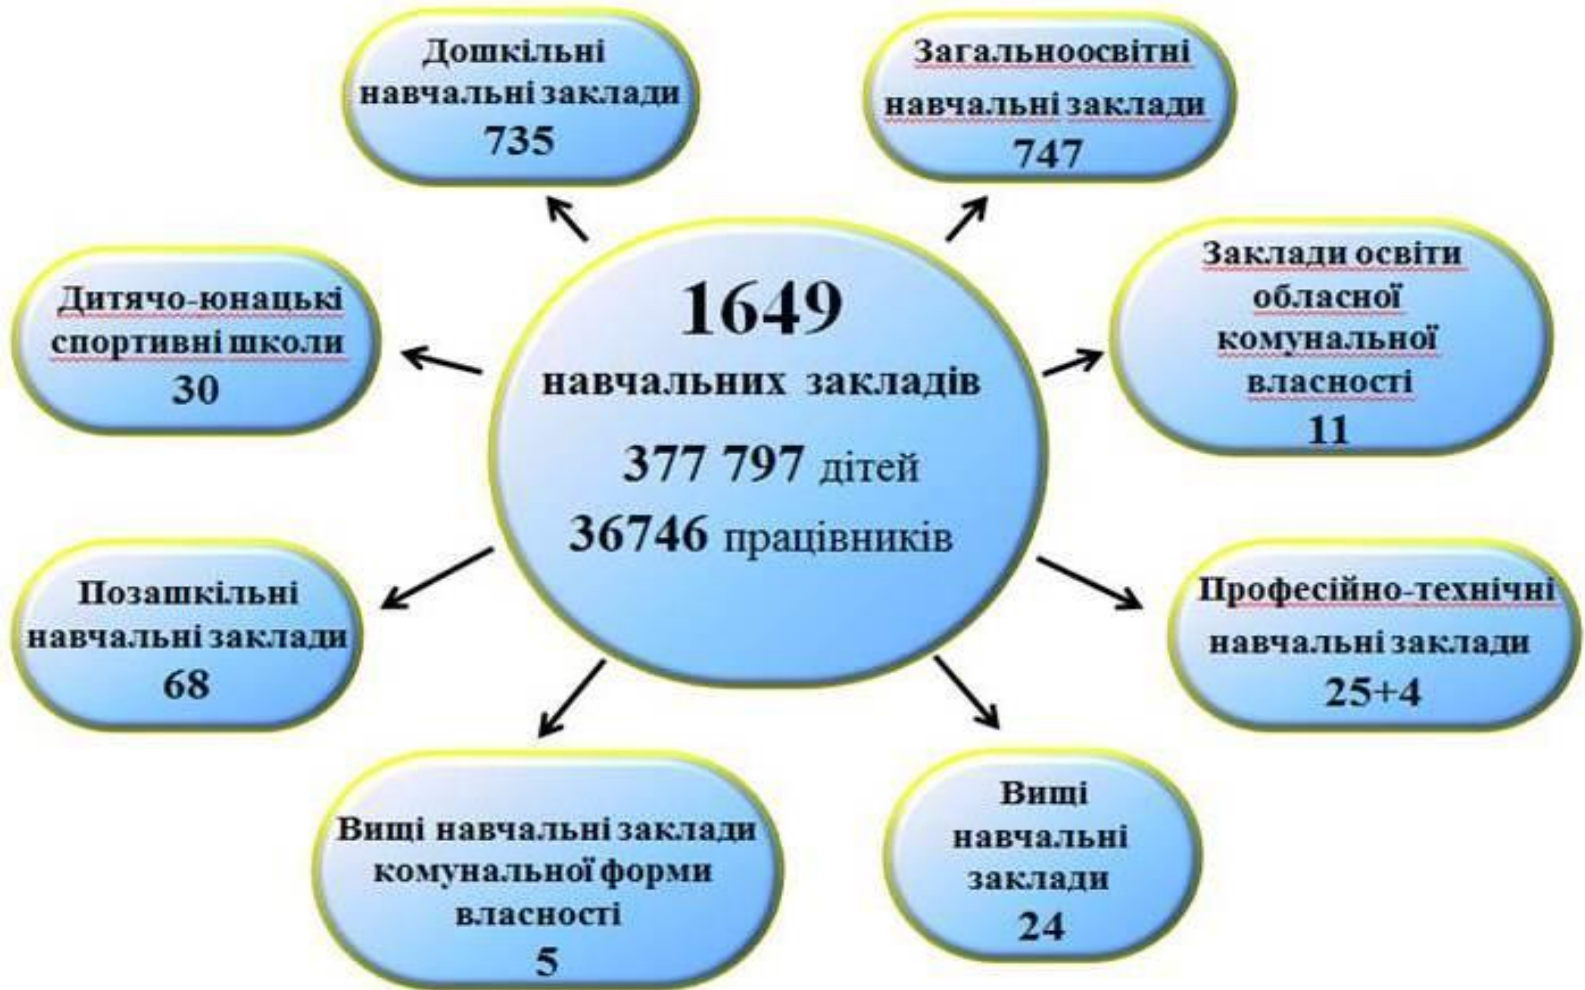 Дошкільні
навчальні заклади
735
Загальноосвітні
навчальні заклади
747
Дитячо-юнацькі
спортивні школи
30
1649
навчальних закладів
377 797 дітей
36746 працівників
Заклади освіти
обласної
комунальної
власності
11
Позашкільні
навчальні заклади
68
Професійно-технічні
навчальні заклади
25+4
Вищі навчальні заклади
комунальної форми
власності
5
Вищі
навчальні
заклади
24